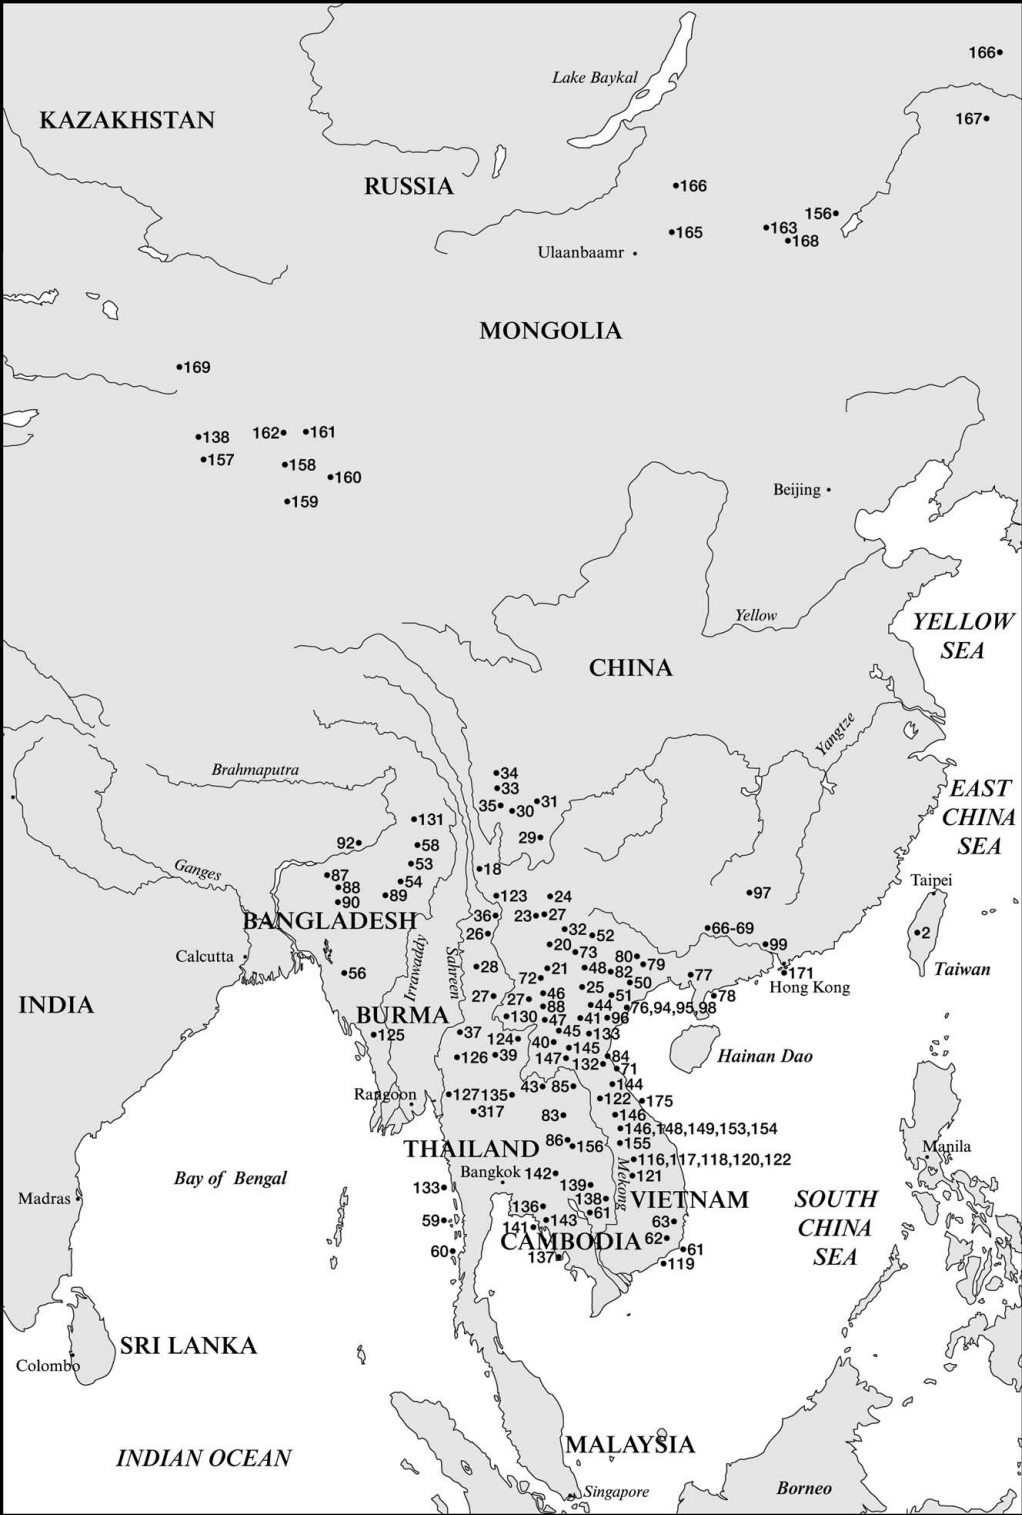 166
Lake Baykal
KAZAKHSTAN
167
RUSSIA
166
156
163
165
168
Ulaanbaamr
MONGOLIA
169
162 161
138
157
158
160
Beijing
159
Yellow
YELLOW
SEA
CHINA
Yangtze
Brahmaputra
34
33
35
31
30
EAST
CHINA
SEA
131
29
92
58
53
18
Ganges
87
54
88
89
90
123
24
97
Taipei
BANGLADESH
36
23 27
26
32
52
66-69
2
99
20
73
80
79
Calcutta
Irrawaddy
Sahreen
28
21
48
82
77
171
Taiwan
56
72
25
50
Hong Kong
INDIA
27
27
46
51
78
88
44
76,94,95,98
BURMA
130
47
41
96
125
37
45
133
124
40
126
39
145
147
132
84
71
Hainan Dao
Rangoon
127
135
43
85
144
122
175
317
83
146
146,148,149,153,154
THAILAND
86
156
155
Manila
Bangkok
142
116,117,118,120,122
Bay of Bengal
121
Mekong
133
139
138
VIETNAM
SOUTH
CHINA
SEA
Madras
136
61
59
141
143
63
CAMBODIA
62
60
137
61
119
SRI LANKA
Colombo
INDIAN OCEAN
MALAYSIA
Singapore
Borneo